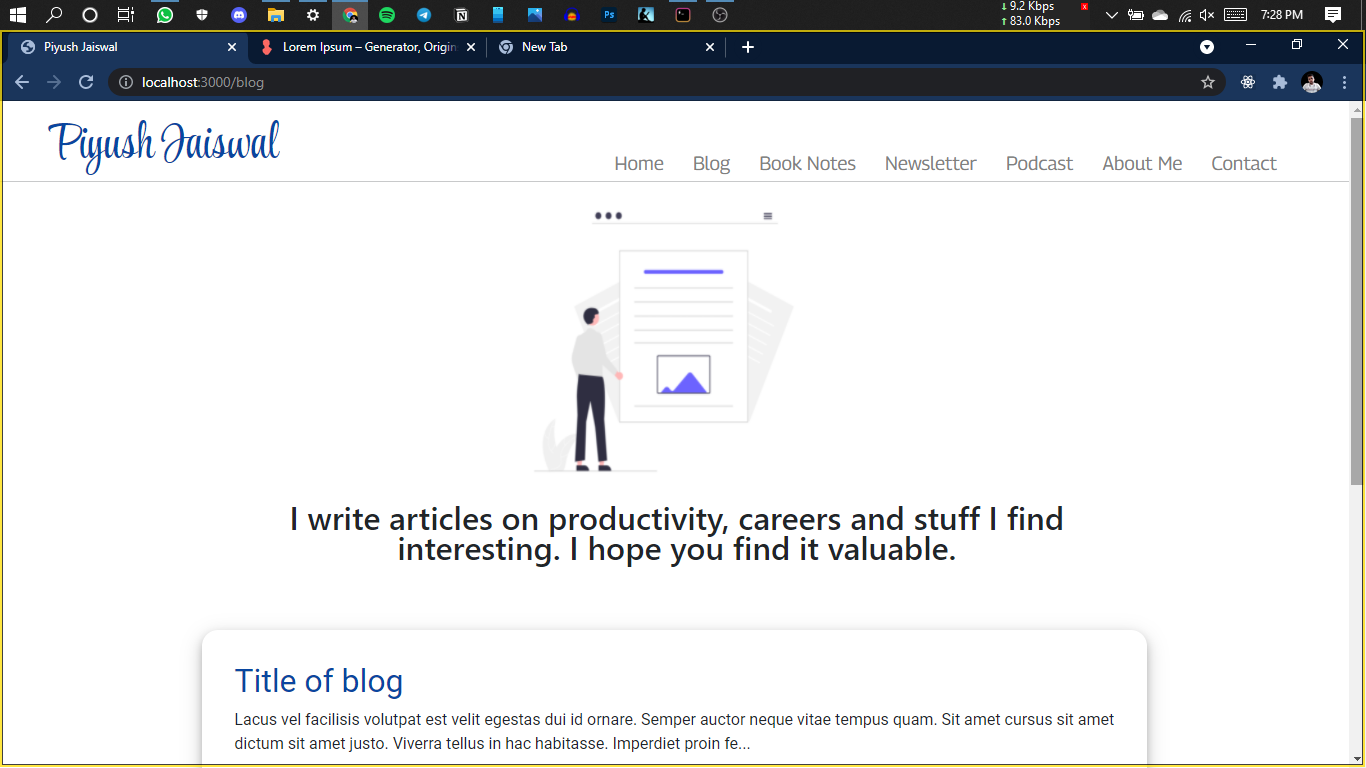 ↓ 9.2 Kbps
↑ 83.0 Kbps
7:28 PM
Piyush Jaiswal
Lorem Ipsum – Generator, Origin
New Tab
localhost:3000/blog
Piyush Jaiswal
Home Blog Book Notes Newsletter Podcast About Me Contact
I write articles on productivity, careers and stuff I find
interesting. I hope you find it valuable.
Title of blog
Lacus vel facilisis volutpat est velit egestas dui id ornare. Semper auctor neque vitae tempus quam. Sit amet cursus sit amet
dictum sit amet justo. Viverra tellus in hac habitasse. Imperdiet proin fe...